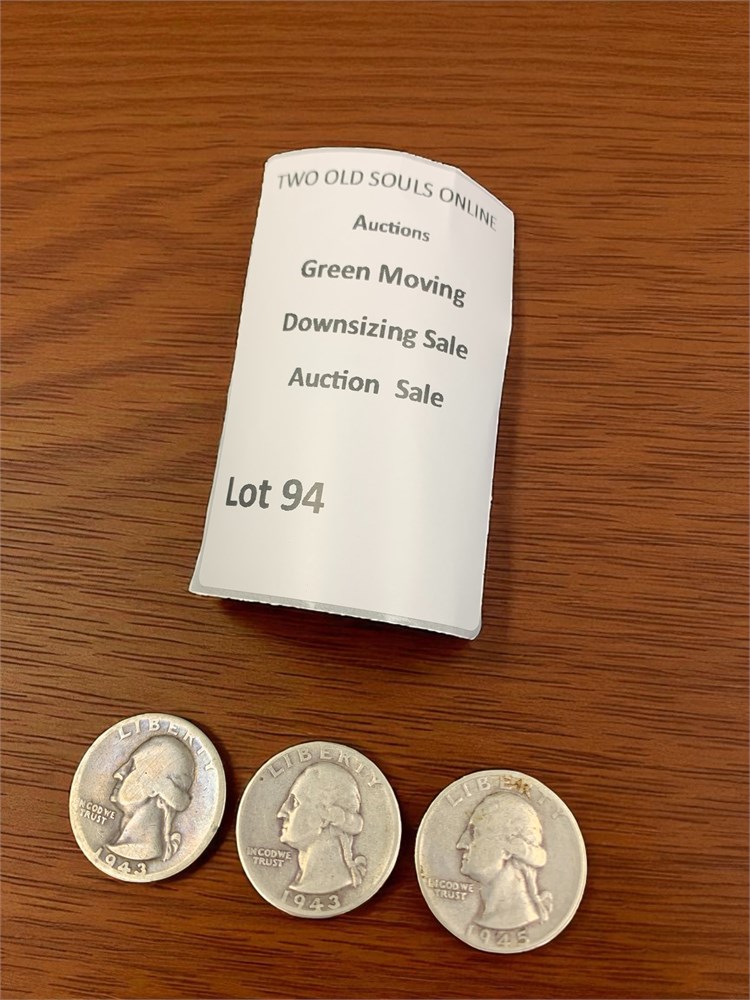 TWO OLD SOULS ONLINE
Auctions
Green Moving
Downsizing Sale
Auction Sale
Lot 94
LIBERTY
IN GOD WE
TRUST
1943
LIBERTY
IN GOD WE
TRUST
1943
LIBERTY
IN GOD WE
TRUST
1945